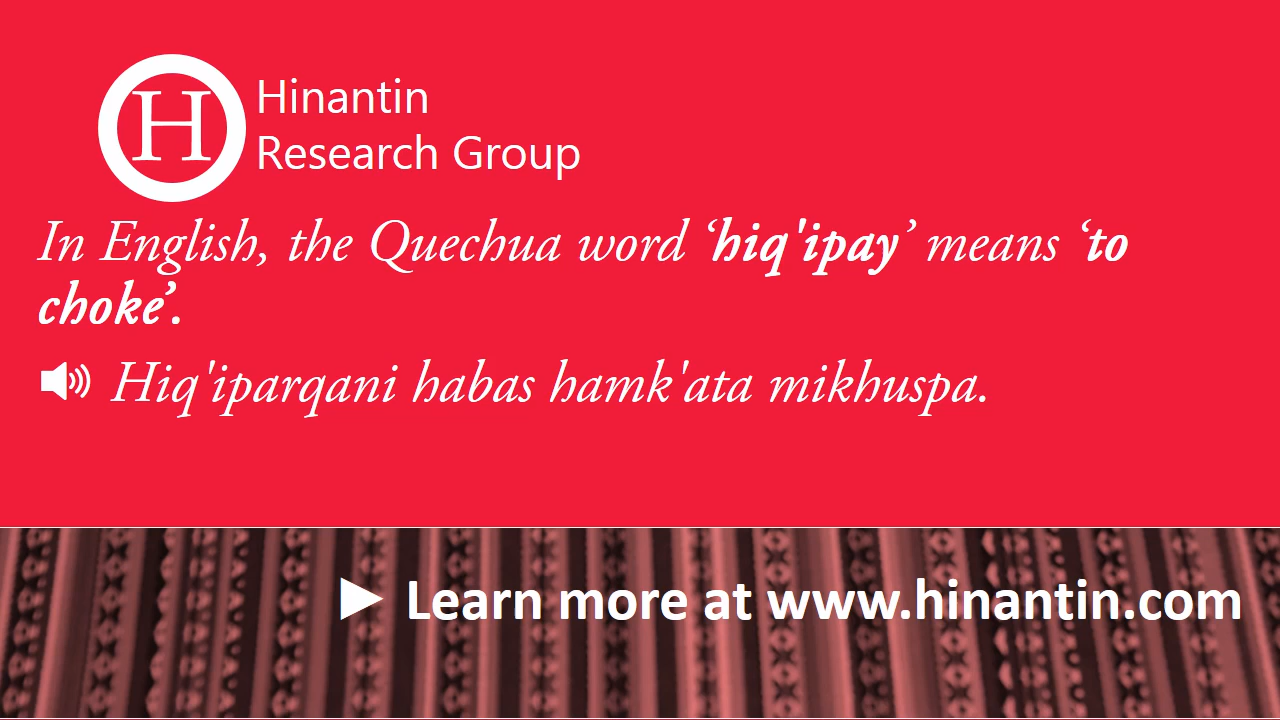 H
Hinantin
Research Group
In English, the Quechua word ‘hiq'ipay’ means ‘to
choke’.
Hiq'iparqani habas hamk'ata mikhuspa.
► Learn more at www.hinantin.com